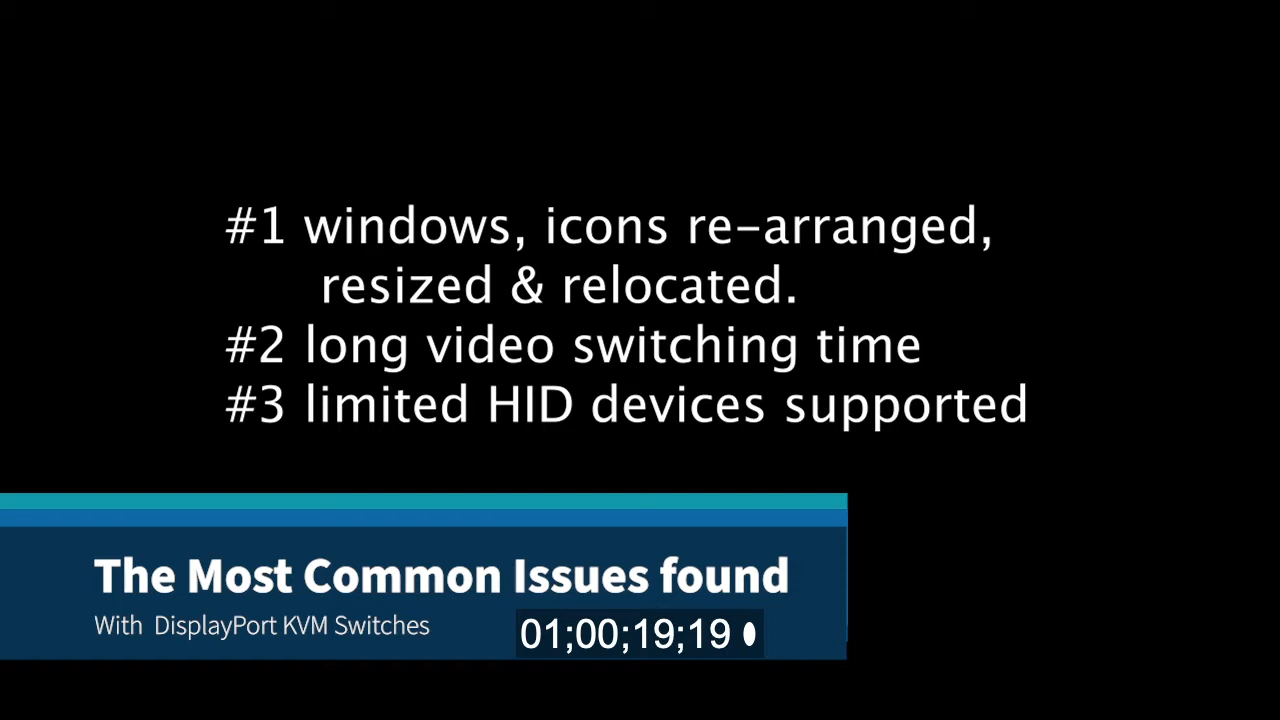 #1 windows, icons re-arranged,
resized & relocated.
#2 long video switching time
#3 limited HID devices supported
The Most Common Issues found
With DisplayPort KVM Switches
01;00;19;19